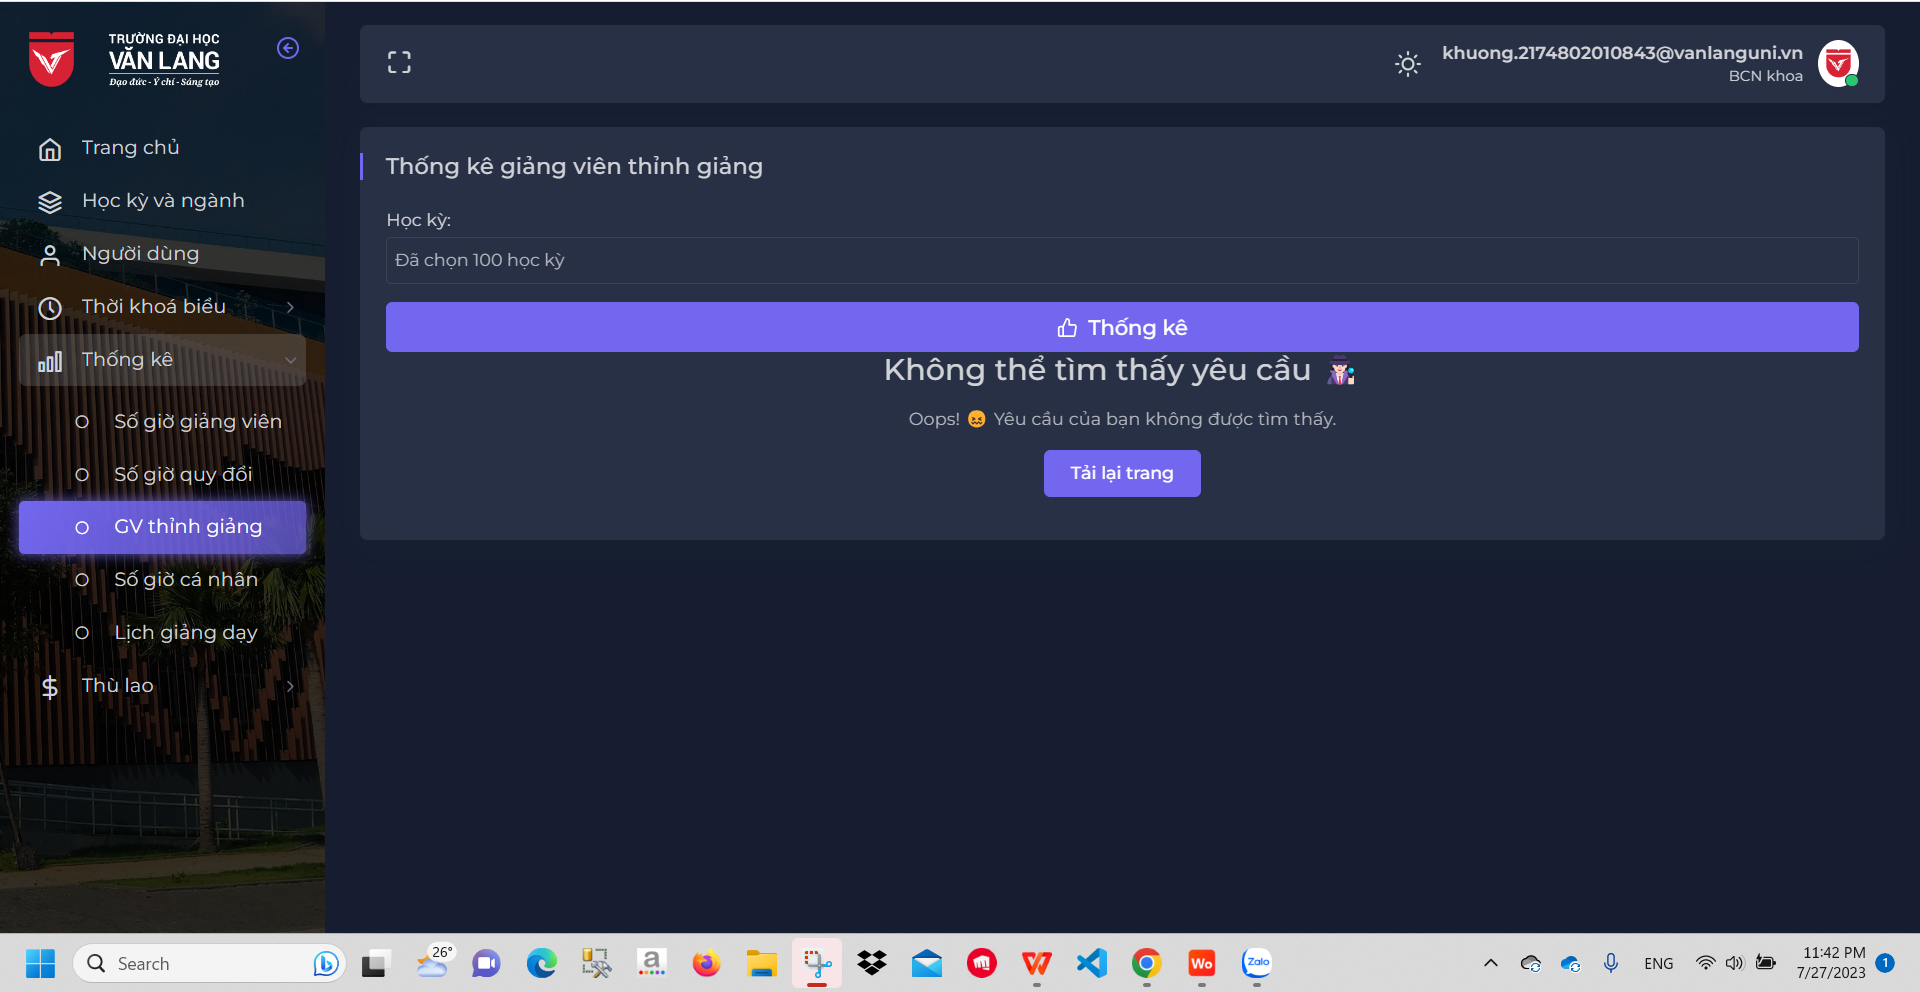 TRƯỜNG ĐẠI HỌC
VĂN LANG
Đạo đức - Ý chí - Sáng tạo
Trang chủ
Học kỳ và ngành
Người dùng
Thời khoá biểu
Thống kê
Số giờ giảng viên
Số giờ quy đổi
GV thỉnh giảng
Số giờ cá nhân
Lịch giảng dạy
Thù lao
khuong.2174802010843@vanlanguni.vn
BCN khoa
Thống kê giảng viên thỉnh giảng
Học kỳ:
Đã chọn 100 học kỳ
Thống kê
Không thể tìm thấy yêu cầu 🕵🏻‍♀️
Oops! 😖 Yêu cầu của bạn không được tìm thấy.
Tải lại trang
Search
26°
a
Wo
Zalo
ENG
11:42 PM
7/27/2023
1